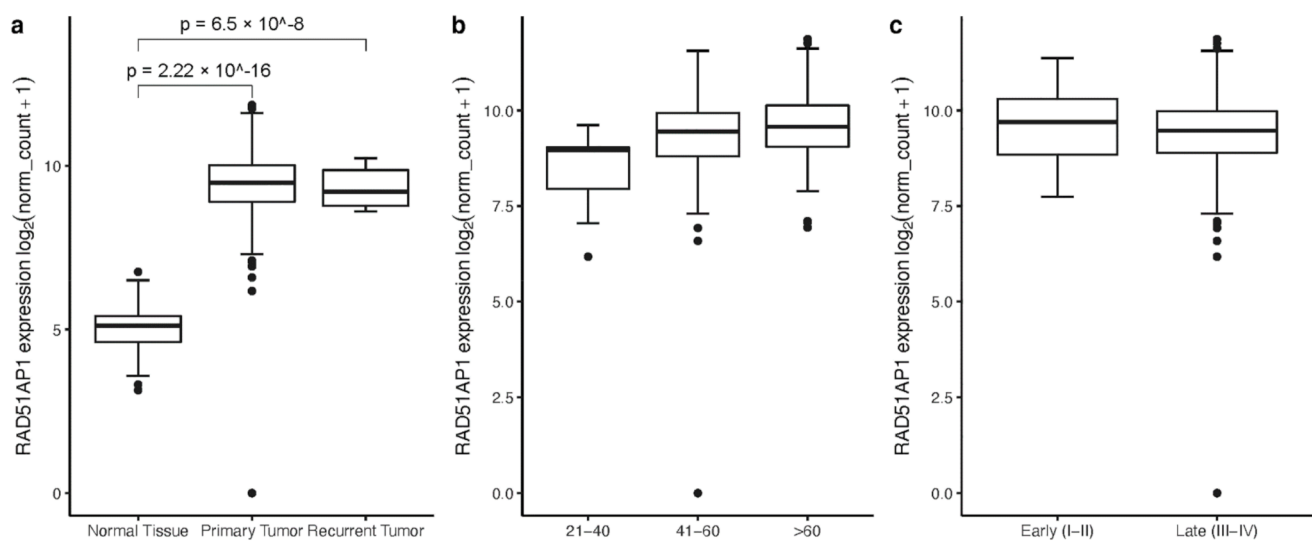 a
p = 6.5 × 10^-8
p = 2.22 × 10^-16
RAD51AP1 expression log₂(norm_count + 1)
10
5
0
Normal Tissue
Primary Tumor
Recurrent Tumor
b
RAD51AP1 expression log₂(norm_count + 1)
10.0
7.5
5.0
2.5
0.0
21–40
41–60
>60
c
RAD51AP1 expression log₂(norm_count + 1)
10.0
7.5
5.0
2.5
0.0
Early (I–II)
Late (III–IV)